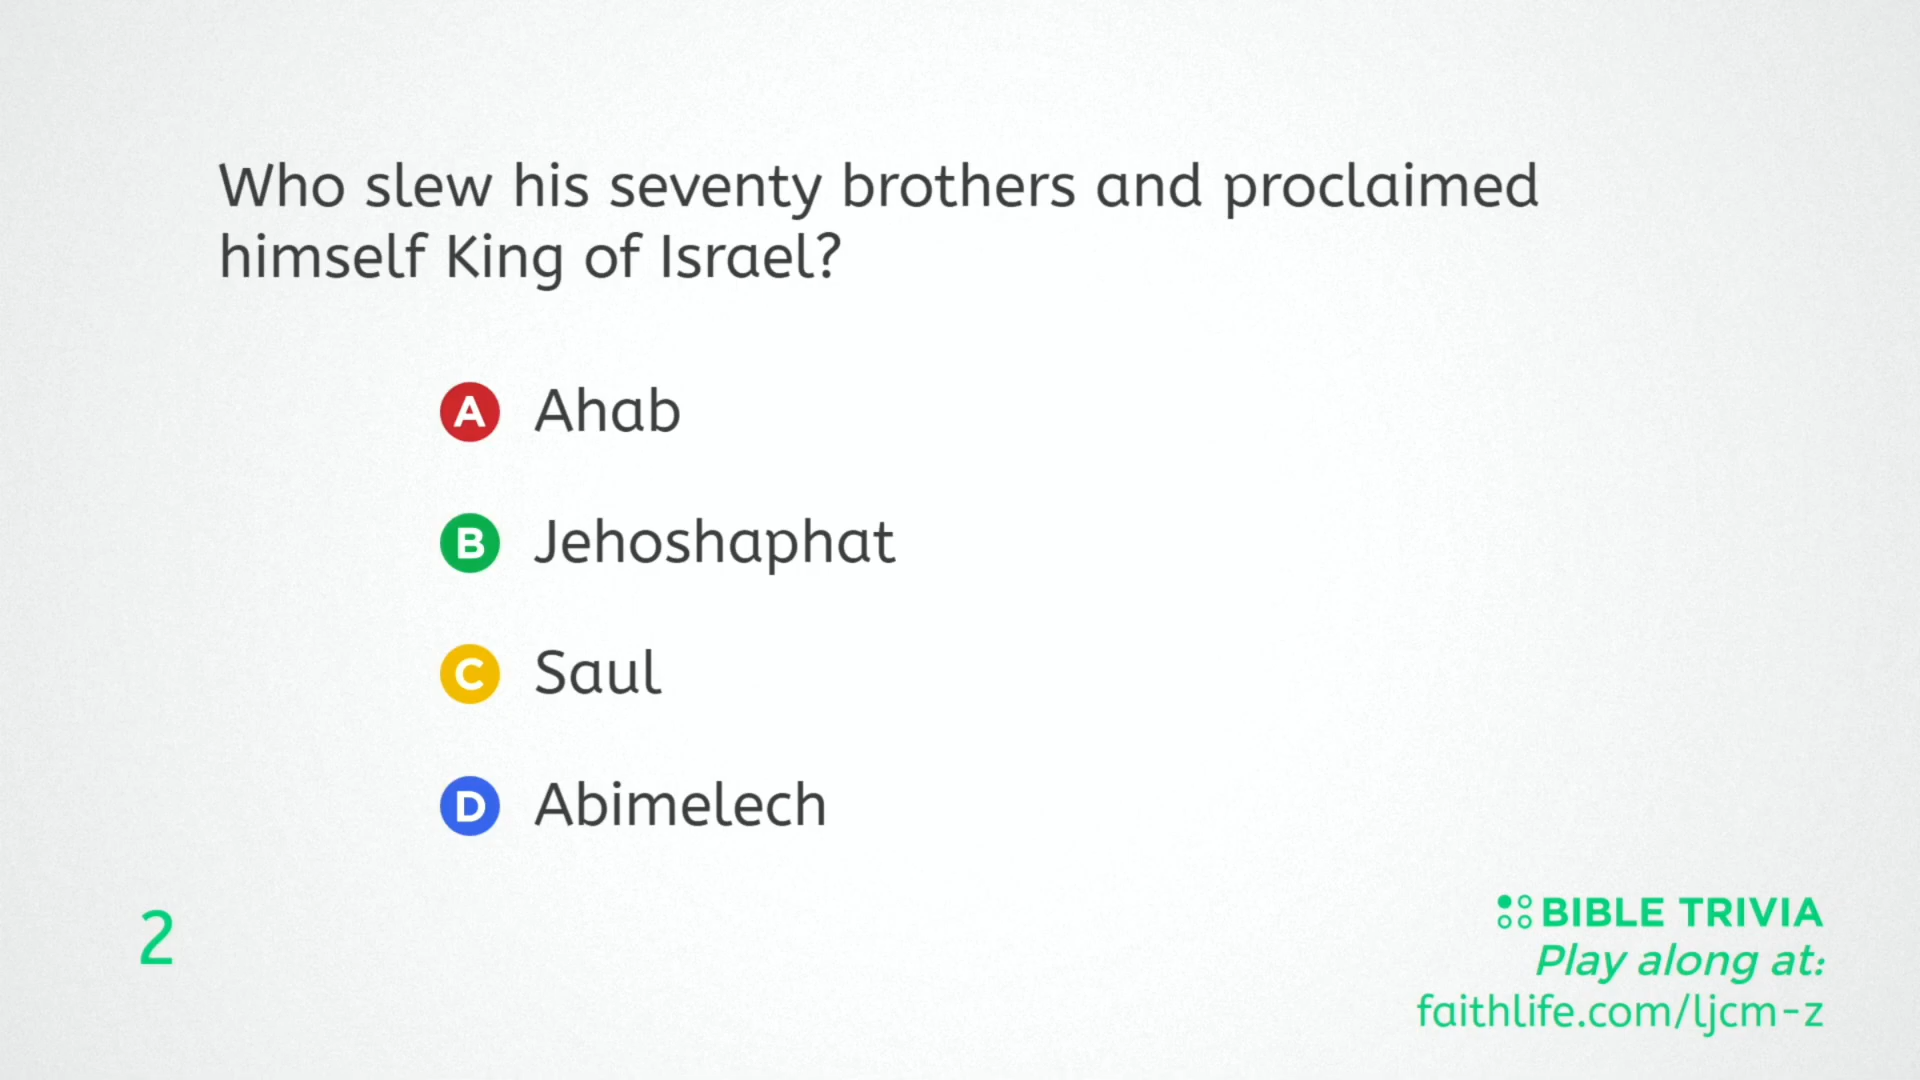 Who slew his seventy brothers and proclaimed
himself King of Israel?
A Ahab
B Jehoshaphat
C Saul
D Abimelech
2
BIBLE TRIVIA
Play along at:
faithlife.com/ljcm-z